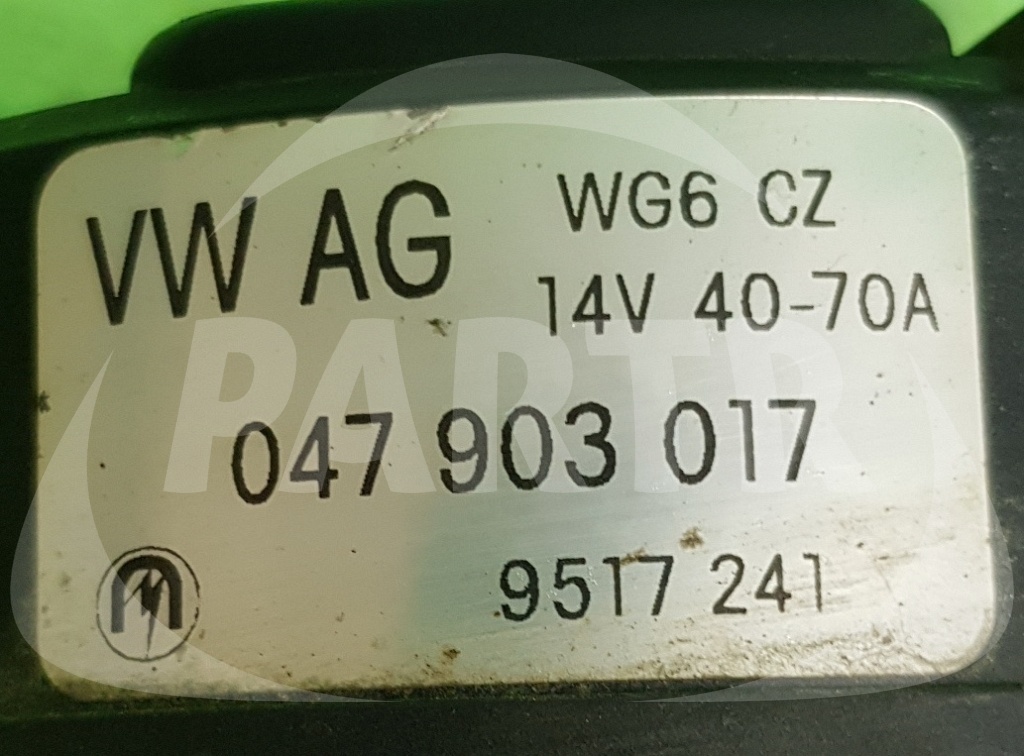 VW AG
WG6 CZ
14V 40-70A
047 903 017
9517 241
PARTR